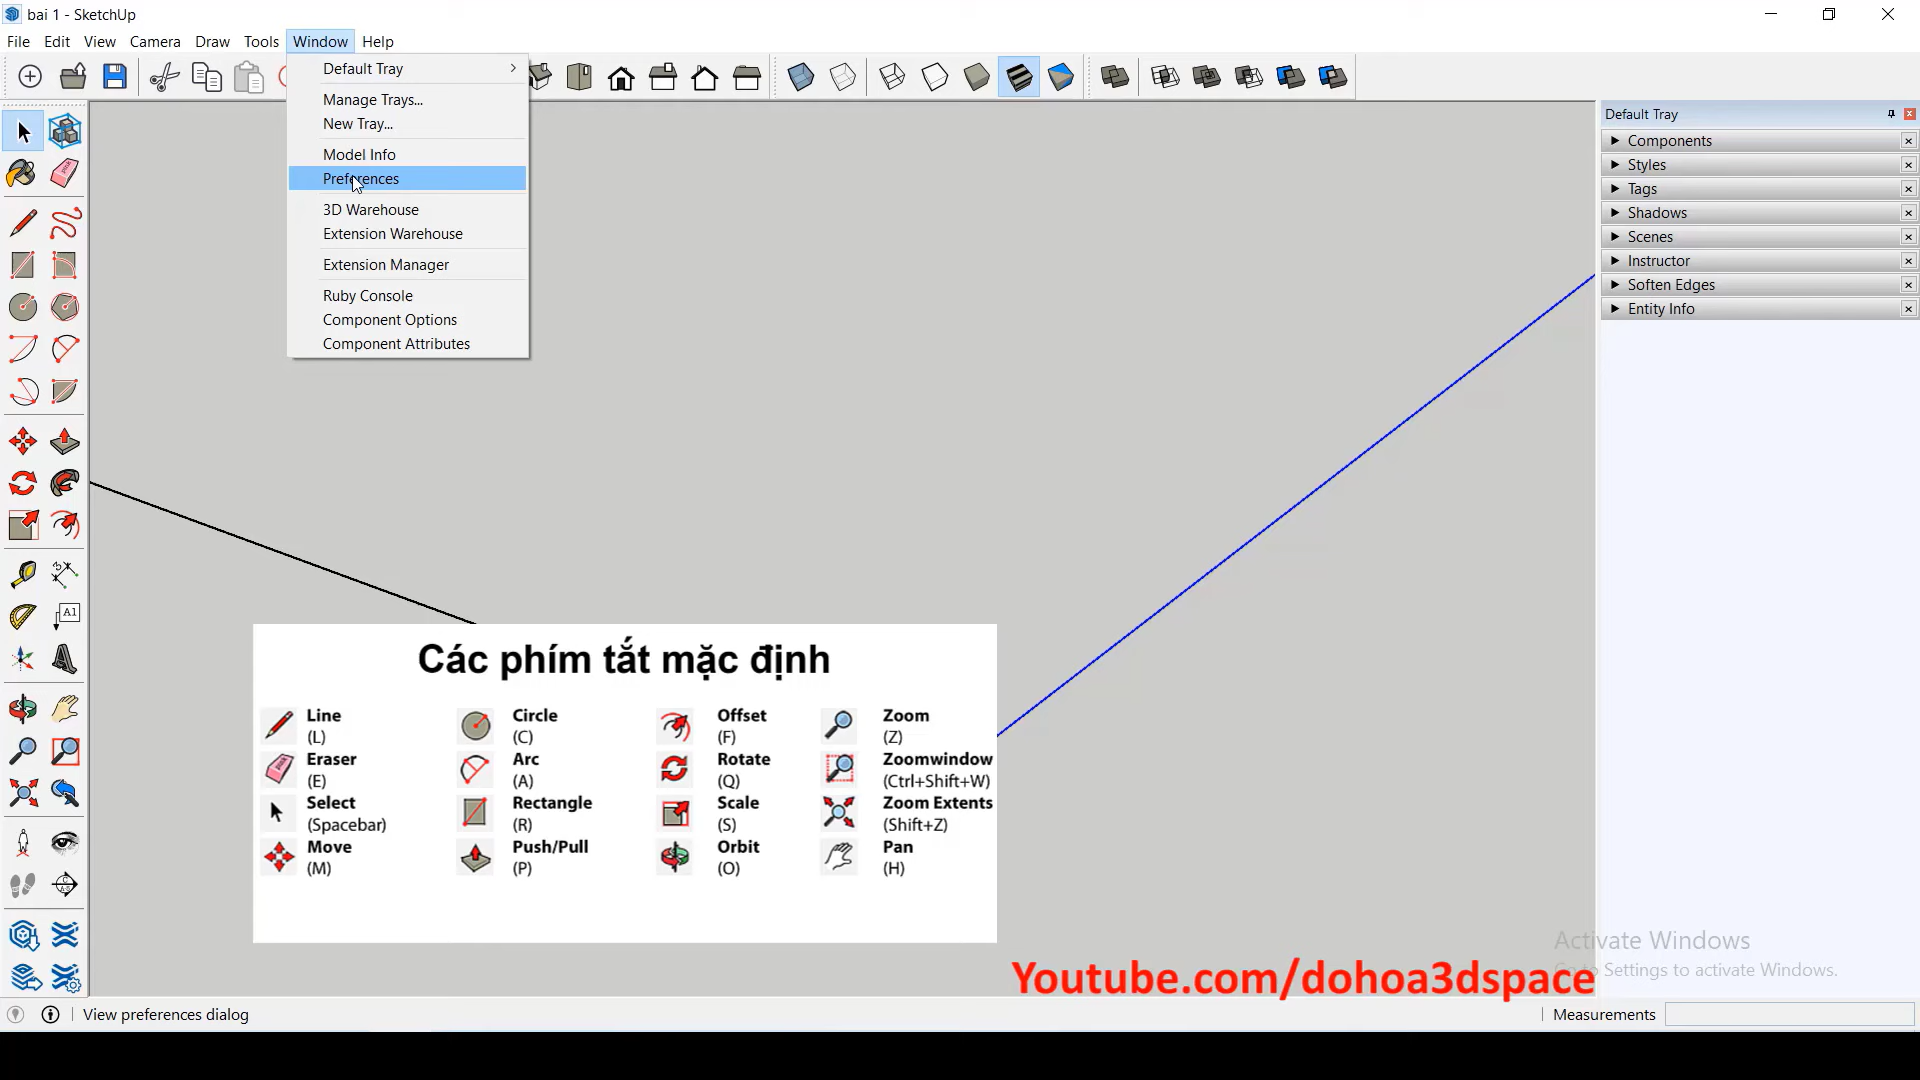 bai 1 - SketchUp
File Edit View Camera Draw Tools Window Help
Default Tray
Manage Trays...
New Tray...
Model Info
Preferences
3D Warehouse
Extension Warehouse
Extension Manager
Ruby Console
Component Options
Component Attributes
Default Tray
Components
Styles
Tags
Shadows
Scenes
Instructor
Soften Edges
Entity Info
A1
Các phím tắt mặc định
Line
(L)
Circle
(C)
Offset
(F)
Zoom
(Z)
Eraser
(E)
Arc
(A)
Rotate
(Q)
Zoomwindow
(Ctrl+Shift+W)
Select
(Spacebar)
Rectangle
(R)
Scale
(S)
Zoom Extents
(Shift+Z)
Move
(M)
Push/Pull
(P)
Orbit
(O)
Pan
(H)
Activate Windows
Go to Settings to activate Windows.
Youtube.com/dohoa3dspace
View preferences dialog
Measurements